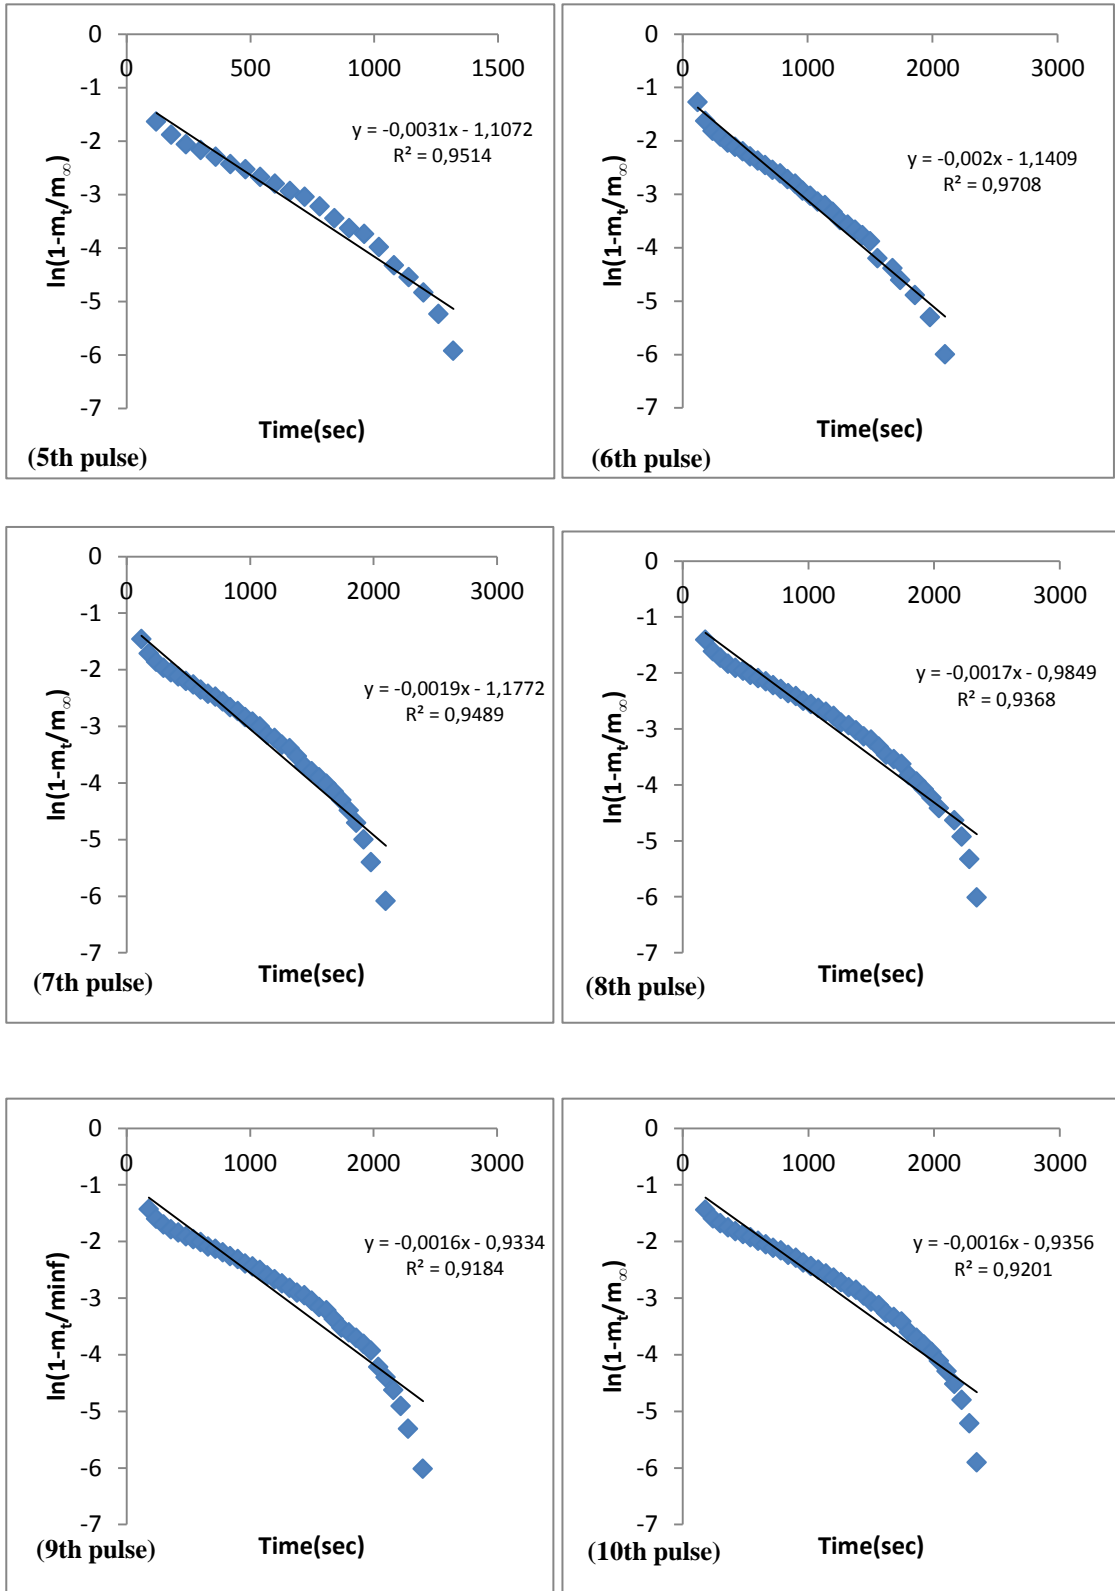 0
0 500 1000 1500
-1
-2
-3
-4
-5
-6
-7
ln(1-mₜ/m∞)
y = -0,0031x - 1,1072
R² = 0,9514
Time(sec)
(5th pulse)
0
0 1000 2000 3000
-1
-2
-3
-4
-5
-6
-7
ln(1-mₜ/m∞)
y = -0,002x - 1,1409
R² = 0,9708
Time(sec)
(6th pulse)
0
0 1000 2000 3000
-1
-2
-3
-4
-5
-6
-7
ln(1-mₜ/m∞)
y = -0,0019x - 1,1772
R² = 0,9489
Time(sec)
(7th pulse)
0
0 1000 2000 3000
-1
-2
-3
-4
-5
-6
-7
ln(1-mₜ/m∞)
y = -0,0017x - 0,9849
R² = 0,9368
Time(sec)
(8th pulse)
0
0 1000 2000 3000
-1
-2
-3
-4
-5
-6
-7
ln(1-mₜ/minf)
y = -0,0016x - 0,9334
R² = 0,9184
Time(sec)
(9th pulse)
0
0 1000 2000 3000
-1
-2
-3
-4
-5
-6
-7
ln(1-mₜ/m∞)
y = -0,0016x - 0,9356
R² = 0,9201
Time(sec)
(10th pulse)